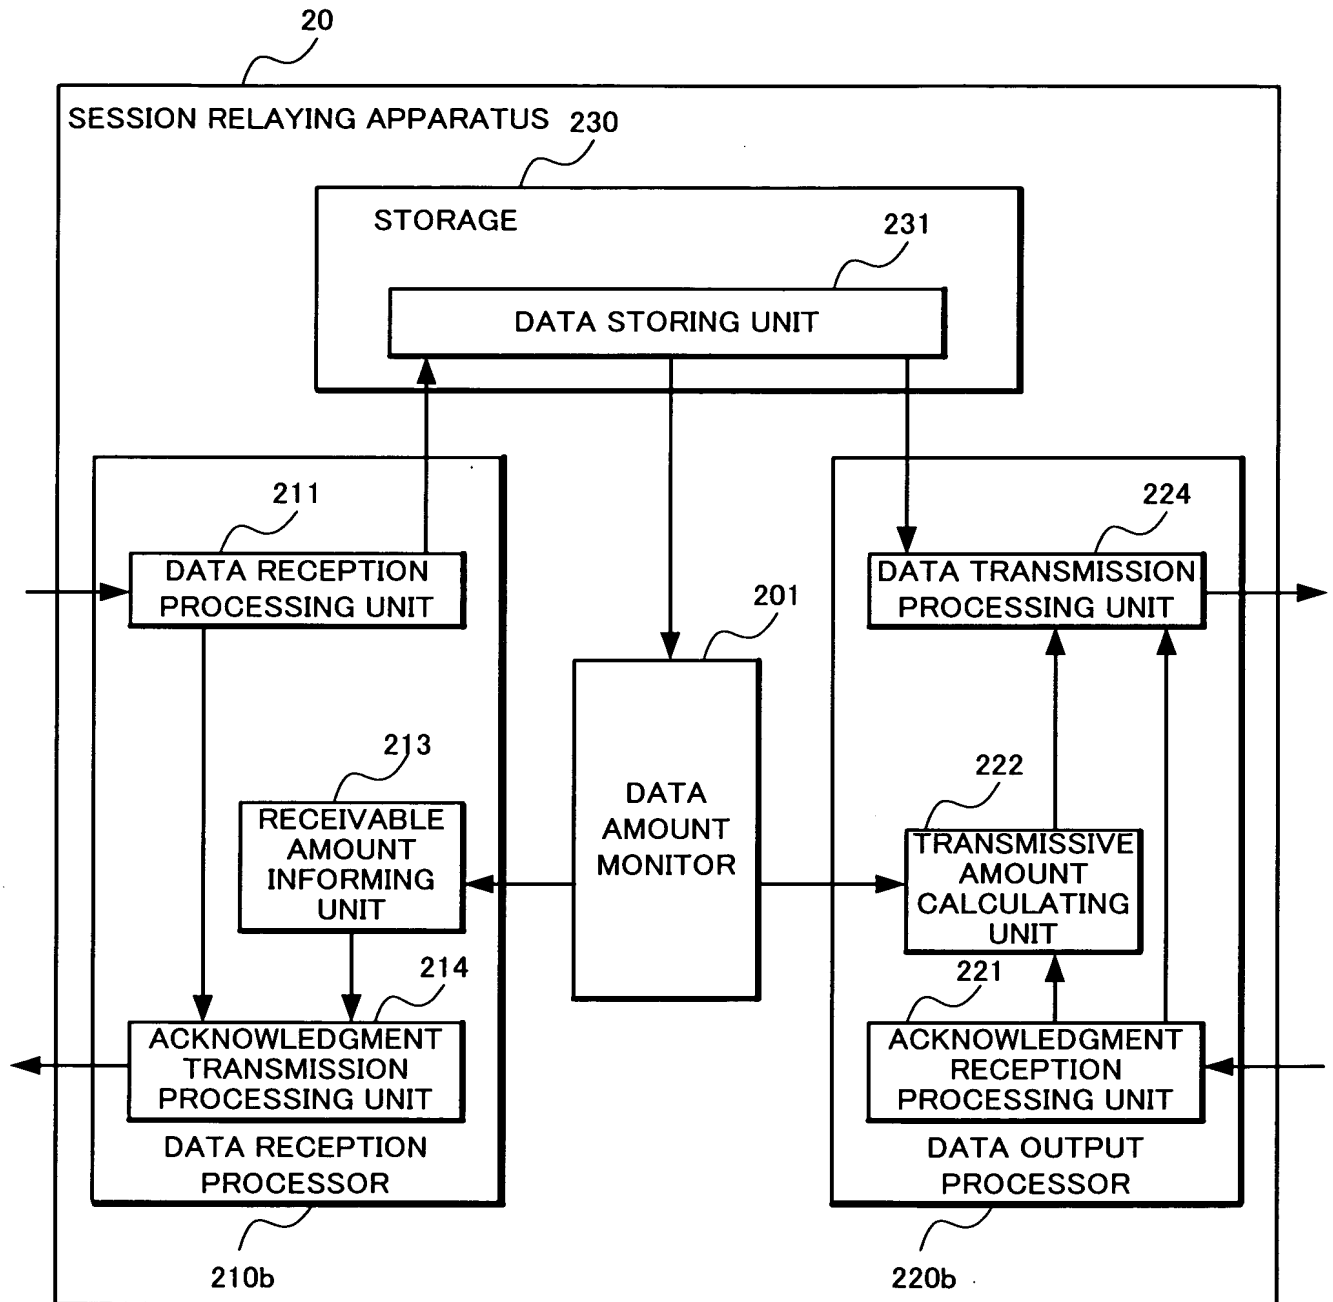 20
SESSION RELAYING APPARATUS
230
STORAGE
231
DATA STORING UNIT
211
DATA RECEPTION
PROCESSING UNIT
224
DATA TRANSMISSION
PROCESSING UNIT
201
DATA
AMOUNT
MONITOR
213
RECEIVABLE
AMOUNT
INFORMING
UNIT
222
TRANSMISSIVE
AMOUNT
CALCULATING
UNIT
214
ACKNOWLEDGMENT
TRANSMISSION
PROCESSING UNIT
221
ACKNOWLEDGMENT
RECEPTION
PROCESSING UNIT
DATA RECEPTION
PROCESSOR
DATA OUTPUT
PROCESSOR
210b
220b